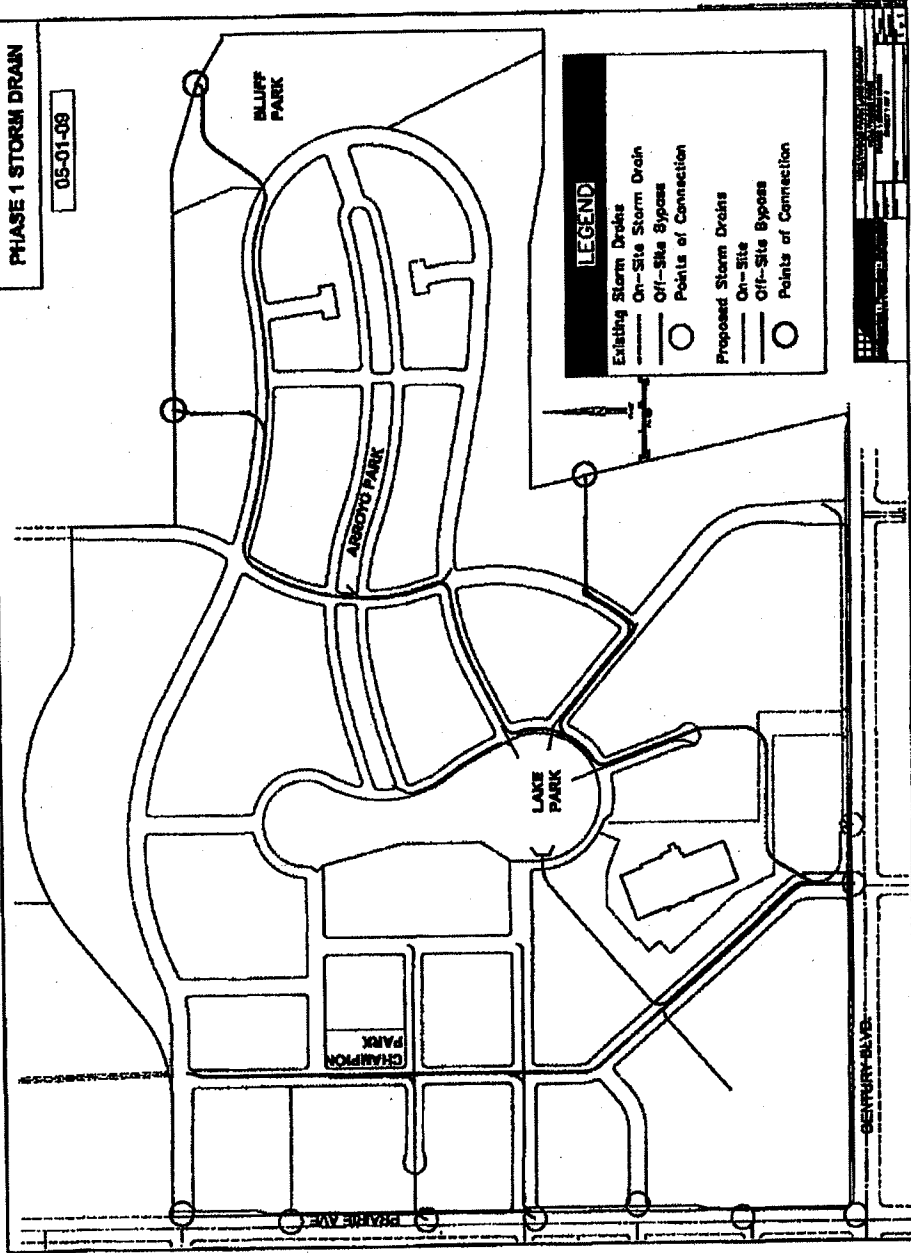 PHASE 1 STORM DRAIN
05-01-09
BLUFF
PARK
ARROYO PARK
LAKE
PARK
CHAMPION
PARK
PRAIRIE AVE
CENTURY BLVD.
LEGEND
Existing Storm Drains
On-Site Storm Drain
Off-Site Bypass
Points of Connection
Proposed Storm Drains
On-Site
Off-Site Bypass
Points of Connection